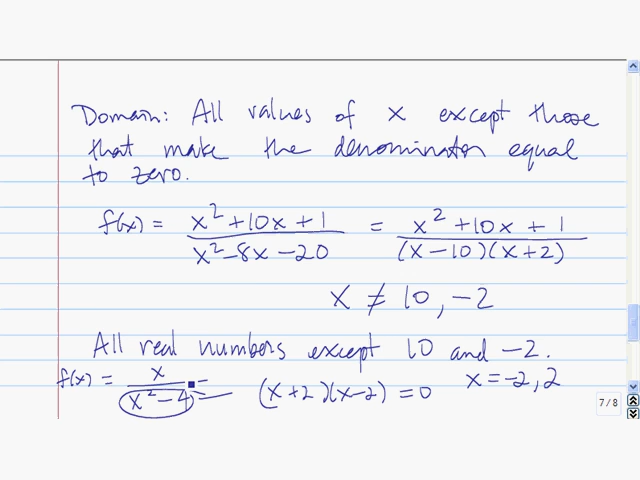 Domain: All values of x except those
that make the denominator equal
to zero.
f(x) = x² + 10x + 1 / x² - 8x - 20 = x² + 10x + 1 / (x - 10)(x + 2)
x ≠ 10, -2
All real numbers except 10 and -2.
f(x) = x / x² - 4 = (x + 2)(x - 2) = 0 x = -2, 2
7 / 8